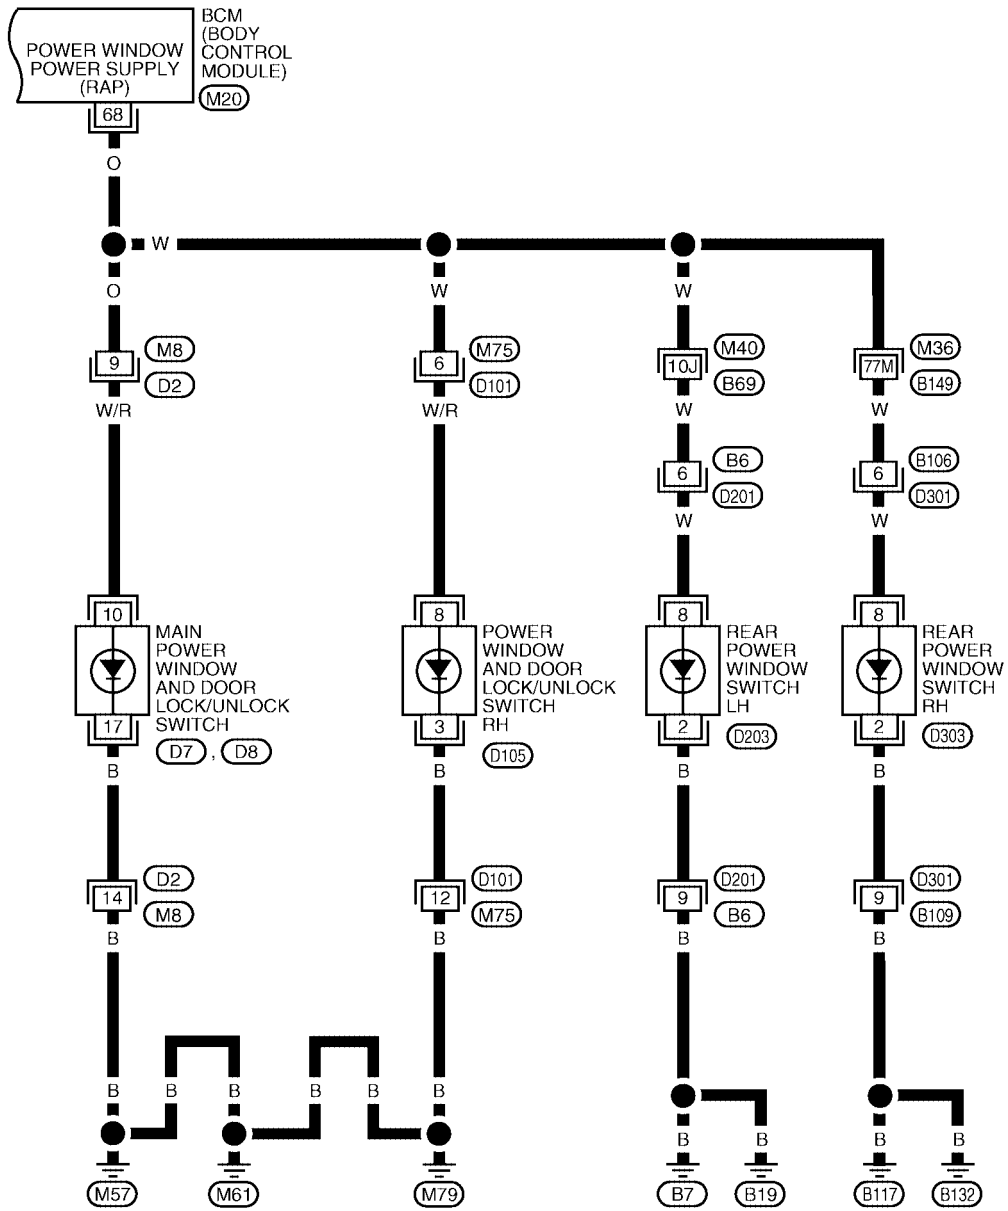 BCM
(BODY
CONTROL
MODULE)
M20
POWER WINDOW
POWER SUPPLY
(RAP)
68
O
W
O W W
9 M8 6 M75 10J M40 77M M36
D2 D101 B69 B149
W/R W/R W W
6 B6 6 B106
D201 D301
W W
10 8 8 8
MAIN
POWER
WINDOW
AND DOOR
LOCK/UNLOCK
SWITCH
17
D7 , D8
POWER
WINDOW
AND DOOR
LOCK/UNLOCK
SWITCH
RH
3
D105
REAR
POWER
WINDOW
SWITCH
LH
2
D203
REAR
POWER
WINDOW
SWITCH
RH
2
D303
B B B B
14 D2 12 D101 9 D201 9 D301
M8 M75 B6 B109
B B B B
B B B B B B
B B B B
M57 M61 M79 B7 B19 B117 B132